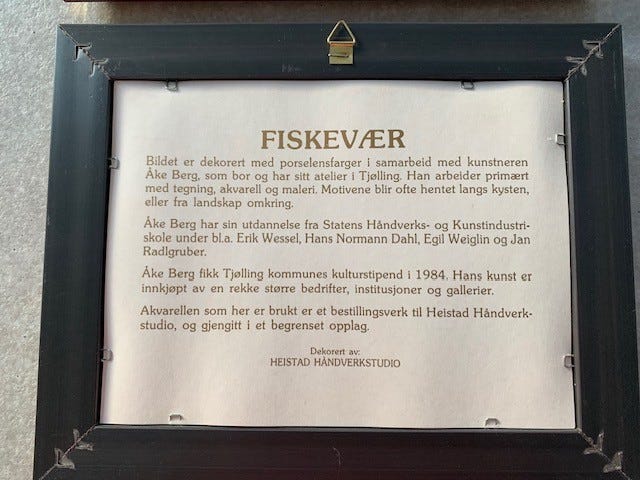 FISKEVÆR
Bildet er dekorert med porselensfarger i samarbeid med kunstneren
Åke Berg, som bor og har sitt atelier i Tjølling. Han arbeider primært
med tegning, akvarell og maleri. Motivene blir ofte hentet langs kysten,
eller fra landskap omkring.
Åke Berg har sin utdannelse fra Statens Håndverks- og Kunstindustri-
skole under bl.a. Erik Wessel, Hans Normann Dahl, Egil Weiglin og Jan
Radlgruber.
Åke Berg fikk Tjølling kommunes kulturstipend i 1984. Hans kunst er
innkjøpt av en rekke større bedrifter, institusjoner og gallerier.
Akvarellen som her er brukt er et bestillingsverk til Heistad Håndverk-
studio, og gjengitt i et begrenset opplag.
Dekorert av:
HEISTAD HÅNDVERKSTUDIO